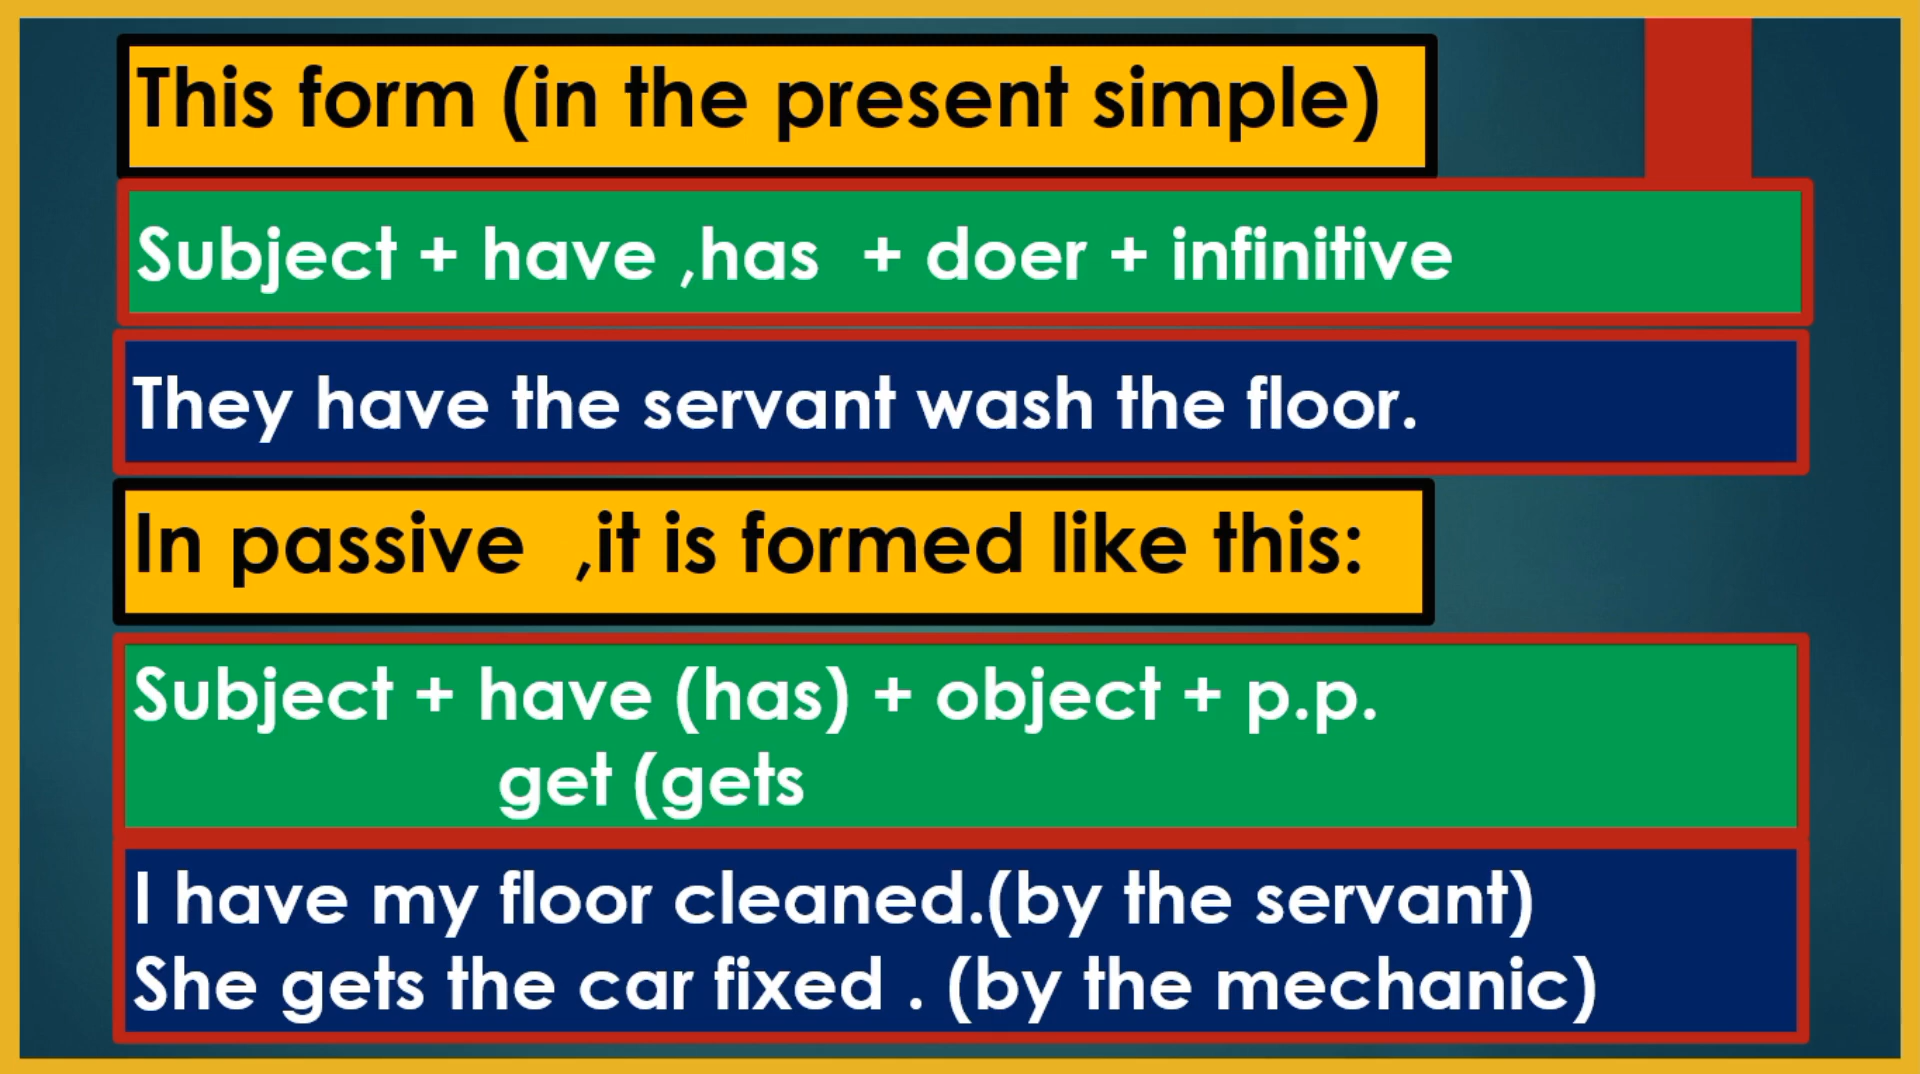 This form (in the present simple)
Subject + have ,has + doer + infinitive
They have the servant wash the floor.
In passive ,it is formed like this:
Subject + have (has) + object + p.p.
get (gets
I have my floor cleaned.(by the servant)
She gets the car fixed . (by the mechanic)